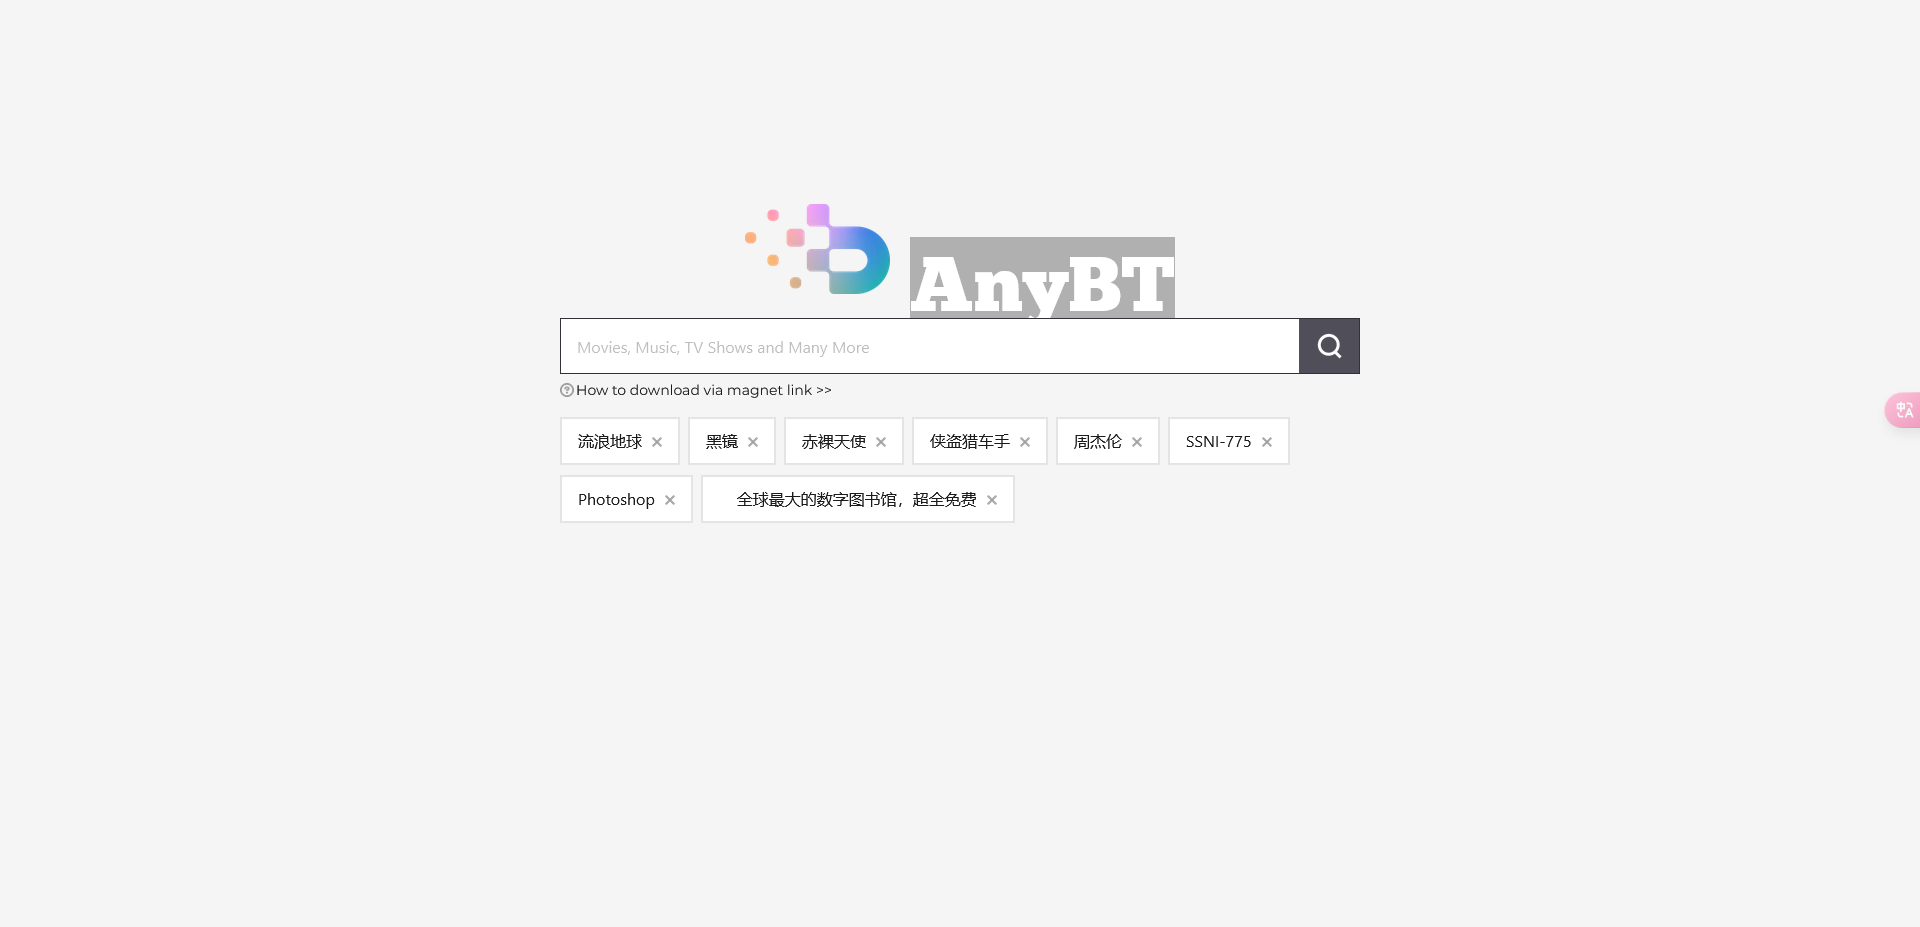 AnyBT
Movies, Music, TV Shows and Many More
How to download via magnet link >>
流浪地球 黑镜 赤裸天使 侠盗猎车手 周杰伦 SSNI-775
Photoshop 全球最大的数字图书馆，超全免费